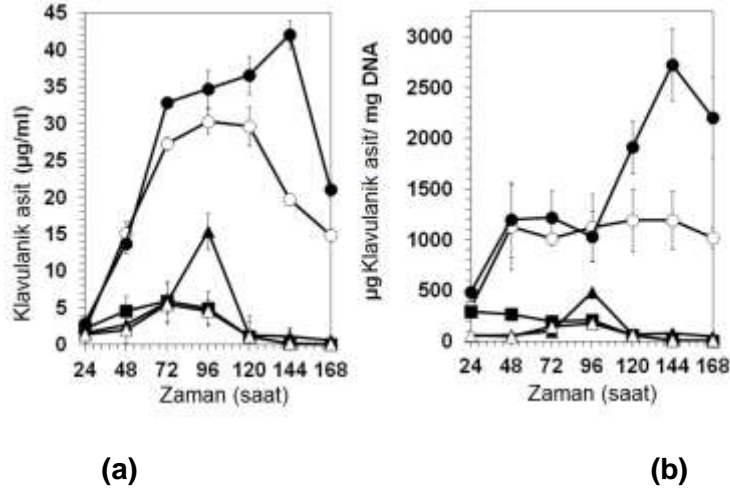 45
40
35
30
25
20
15
10
5
0
Klavulanik asit (µg/ml)
24 48 72 96 120 144 168
Zaman (saat)
(a)
3000
2500
2000
1500
1000
500
0
µg Klavulanik asit/ mg DNA
24 48 72 96 120 144 168
Zaman (saat)
(b)